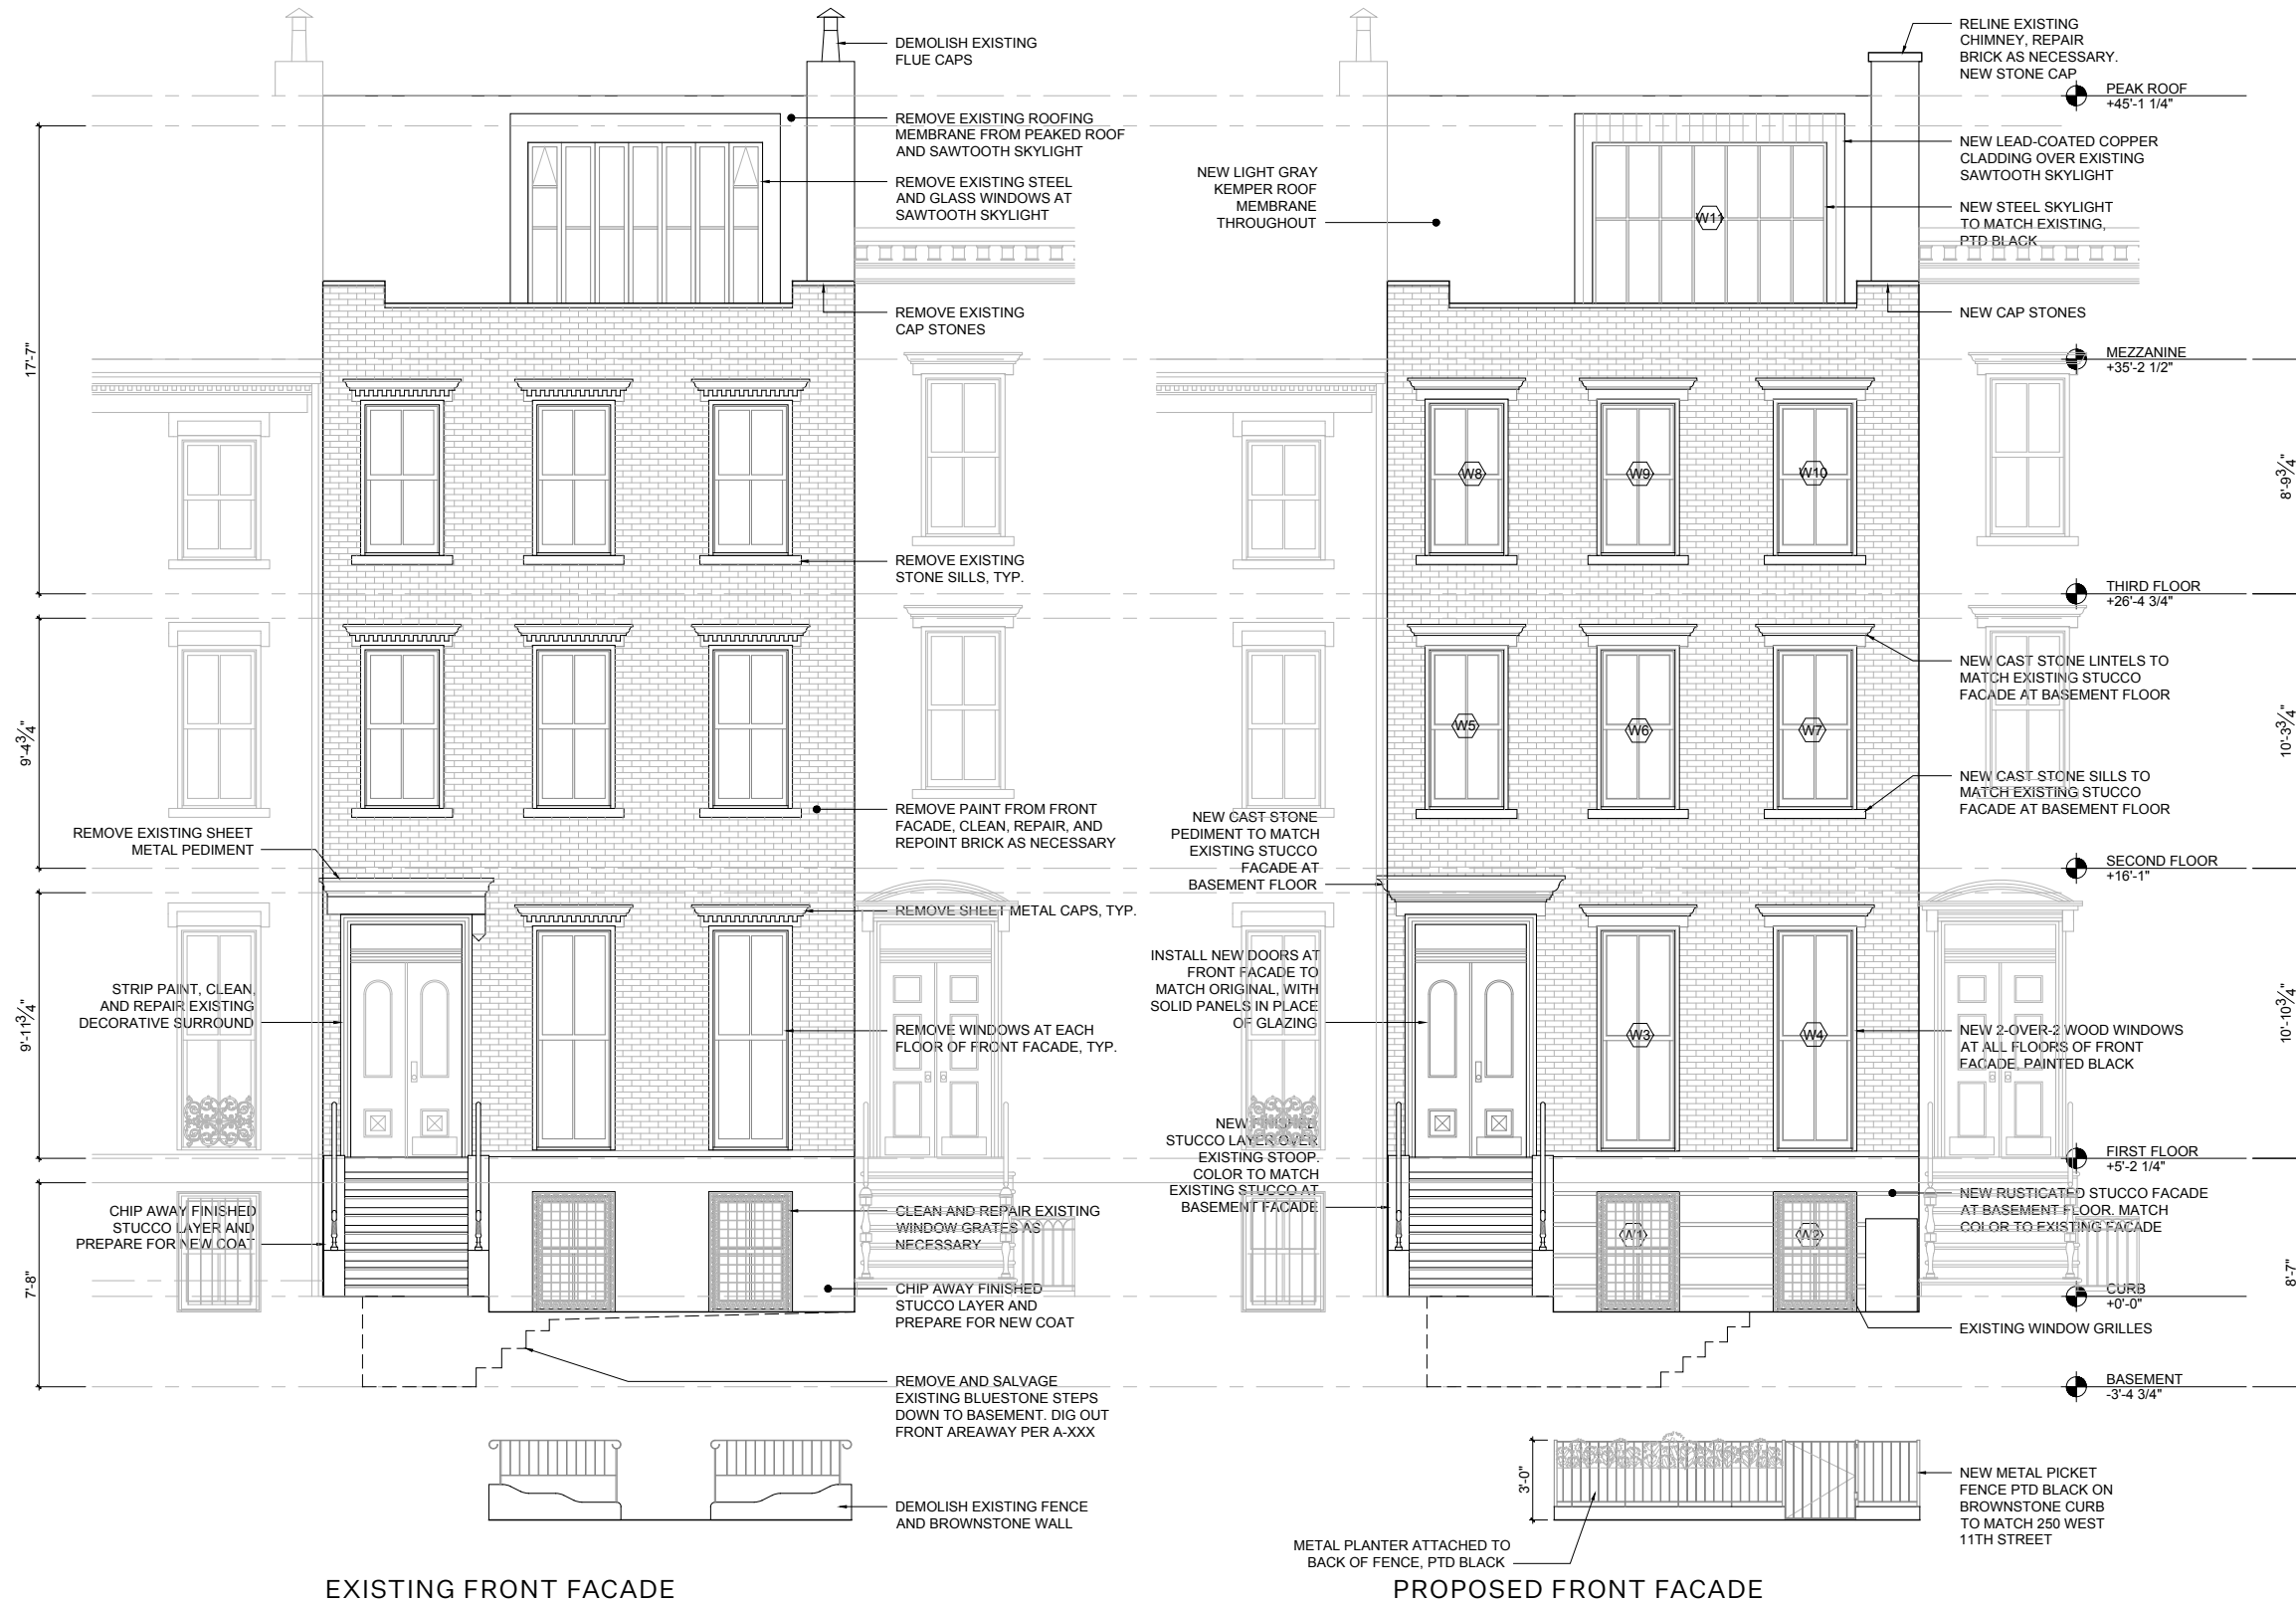 DEMOLISH EXISTING
FLUE CAPS
REMOVE EXISTING ROOFING
MEMBRANE FROM PEAKED ROOF
AND SAWTOOTH SKYLIGHT
REMOVE EXISTING STEEL
AND GLASS WINDOWS AT
SAWTOOTH SKYLIGHT
REMOVE EXISTING
CAP STONES
REMOVE EXISTING
STONE SILLS, TYP.
REMOVE PAINT FROM FRONT
FACADE, CLEAN, REPAIR, AND
REPOINT BRICK AS NECESSARY
REMOVE SHEET METAL CAPS, TYP.
REMOVE WINDOWS AT EACH
FLOOR OF FRONT FACADE, TYP.
CLEAN AND REPAIR EXISTING
WINDOW GRATES AS
NECESSARY
CHIP AWAY FINISHED
STUCCO LAYER AND
PREPARE FOR NEW COAT
REMOVE AND SALVAGE
EXISTING BLUESTONE STEPS
DOWN TO BASEMENT. DIG OUT
FRONT AREAWAY PER A-XXX
DEMOLISH EXISTING FENCE
AND BROWNSTONE WALL
REMOVE EXISTING SHEET
METAL PEDIMENT
STRIP PAINT, CLEAN,
AND REPAIR EXISTING
DECORATIVE SURROUND
CHIP AWAY FINISHED
STUCCO LAYER AND
PREPARE FOR NEW COAT
17'-7"
9'-4 3/4"
9'-11 3/4"
7'-8"
EXISTING FRONT FACADE
NEW LIGHT GRAY
KEMPER ROOF
MEMBRANE
THROUGHOUT
NEW CAST STONE
PEDIMENT TO MATCH
EXISTING STUCCO
FACADE AT
BASEMENT FLOOR
INSTALL NEW DOORS AT
FRONT FACADE TO
MATCH ORIGINAL, WITH
SOLID PANELS IN PLACE
OF GLAZING
NEW FINISHED
STUCCO LAYER OVER
EXISTING STOOP.
COLOR TO MATCH
EXISTING STUCCO AT
BASEMENT FACADE
W11
W8
W9
W10
W5
W6
W7
W3
W4
W1
W2
RELINE EXISTING
CHIMNEY, REPAIR
BRICK AS NECESSARY.
NEW STONE CAP
PEAK ROOF
+45'-1 1/4"
NEW LEAD-COATED COPPER
CLADDING OVER EXISTING
SAWTOOTH SKYLIGHT
NEW STEEL SKYLIGHT
TO MATCH EXISTING,
PTD BLACK
NEW CAP STONES
MEZZANINE
+35'-2 1/2"
THIRD FLOOR
+26'-4 3/4"
NEW CAST STONE LINTELS TO
MATCH EXISTING STUCCO
FACADE AT BASEMENT FLOOR
NEW CAST STONE SILLS TO
MATCH EXISTING STUCCO
FACADE AT BASEMENT FLOOR
SECOND FLOOR
+16'-1"
NEW 2-OVER-2 WOOD WINDOWS
AT ALL FLOORS OF FRONT
FACADE, PAINTED BLACK
FIRST FLOOR
+5'-2 1/4"
NEW RUSTICATED STUCCO FACADE
AT BASEMENT FLOOR. MATCH
COLOR TO EXISTING FACADE
CURB
+0'-0"
EXISTING WINDOW GRILLES
BASEMENT
-3'-4 3/4"
8'-9 3/4"
10'-3 3/4"
10'-10 3/4"
8'-7"
3'-0"
NEW METAL PICKET
FENCE PTD BLACK ON
BROWNSTONE CURB
TO MATCH 250 WEST
11TH STREET
METAL PLANTER ATTACHED TO
BACK OF FENCE, PTD BLACK
PROPOSED FRONT FACADE